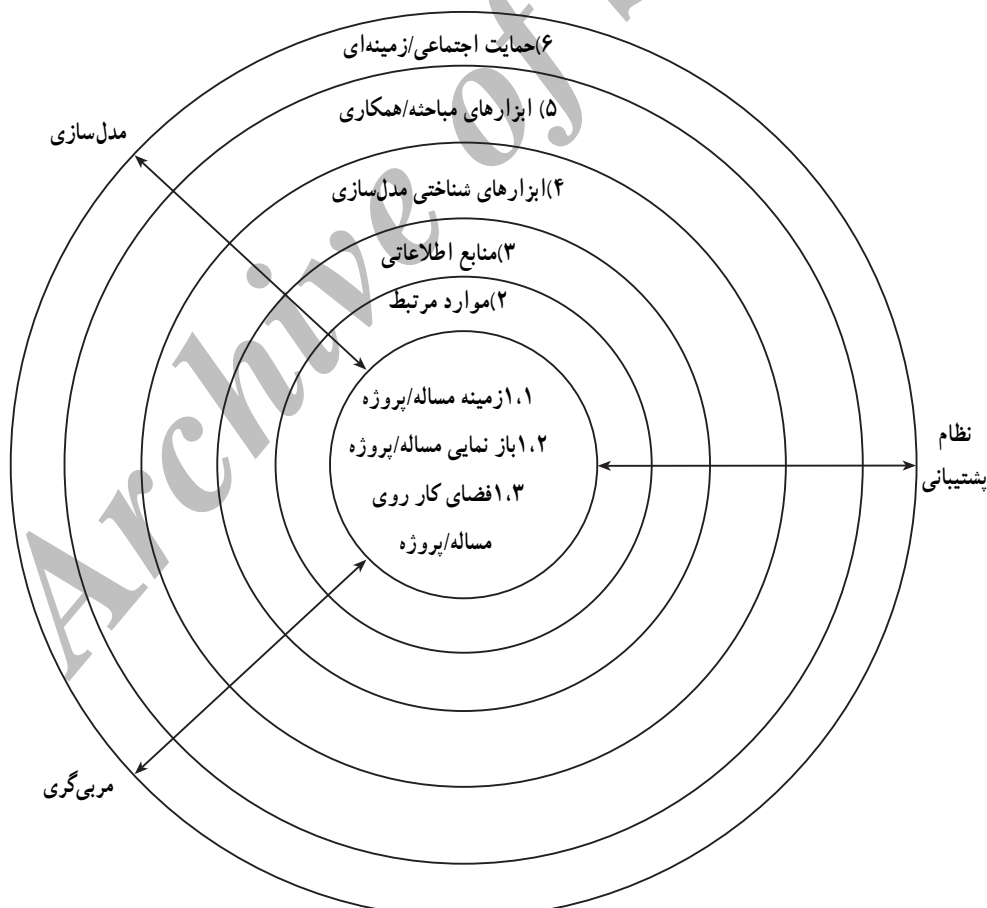 ۶)حمایت اجتماعی/زمینه‌ای
۵) ابزارهای مباحثه/همکاری
مدل‌سازی
۴)ابزارهای شناختی مدل‌سازی
۳)منابع اطلاعاتی
۲)موارد مرتبط
۱،۱زمینه مساله/پروژه
۱،۲باز نمایی مساله/پروژه
۱،۳فضای کار روی
مساله/پروژه
نظام
پشتیبانی
مربی‌گری
Archive of